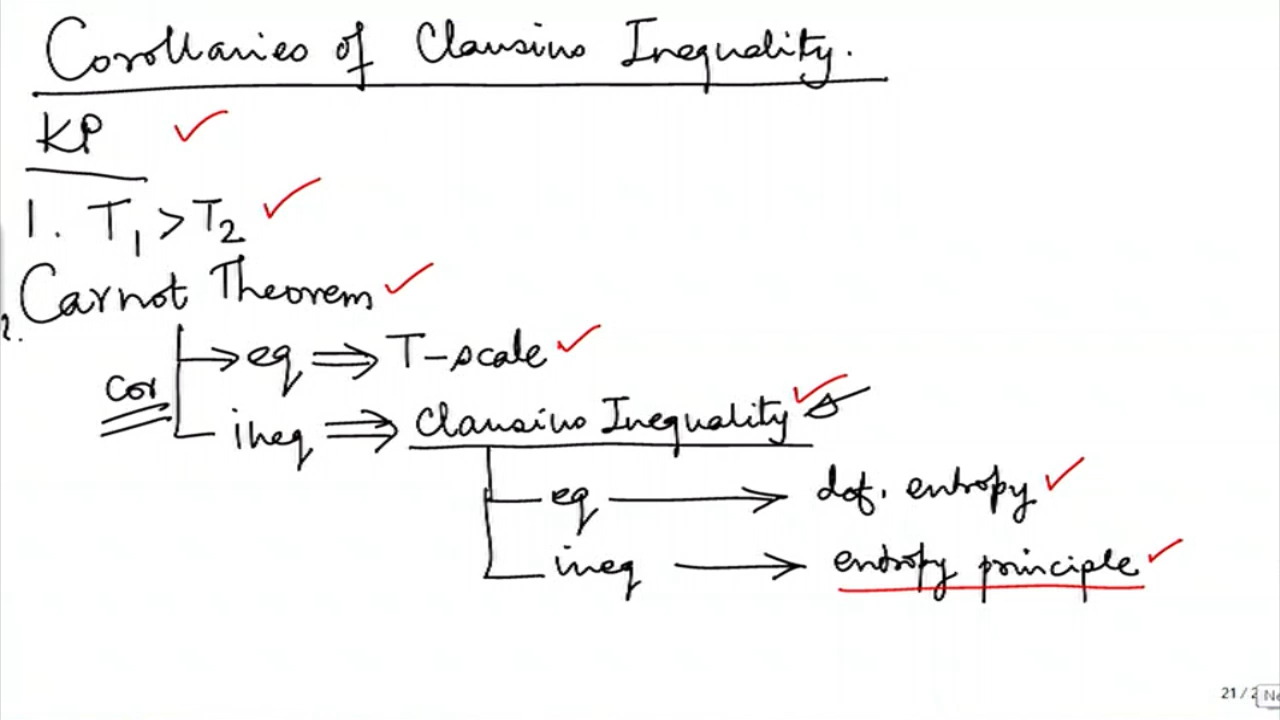 Corollaries of Clausius Inequality.
KP
1. T₁ > T₂
2. Carnot Theorem
Cor
eq ⇒ T-scale
ineq ⇒ Clausius Inequality
eq → def. entropy
ineq → entropy principle
21 / 2